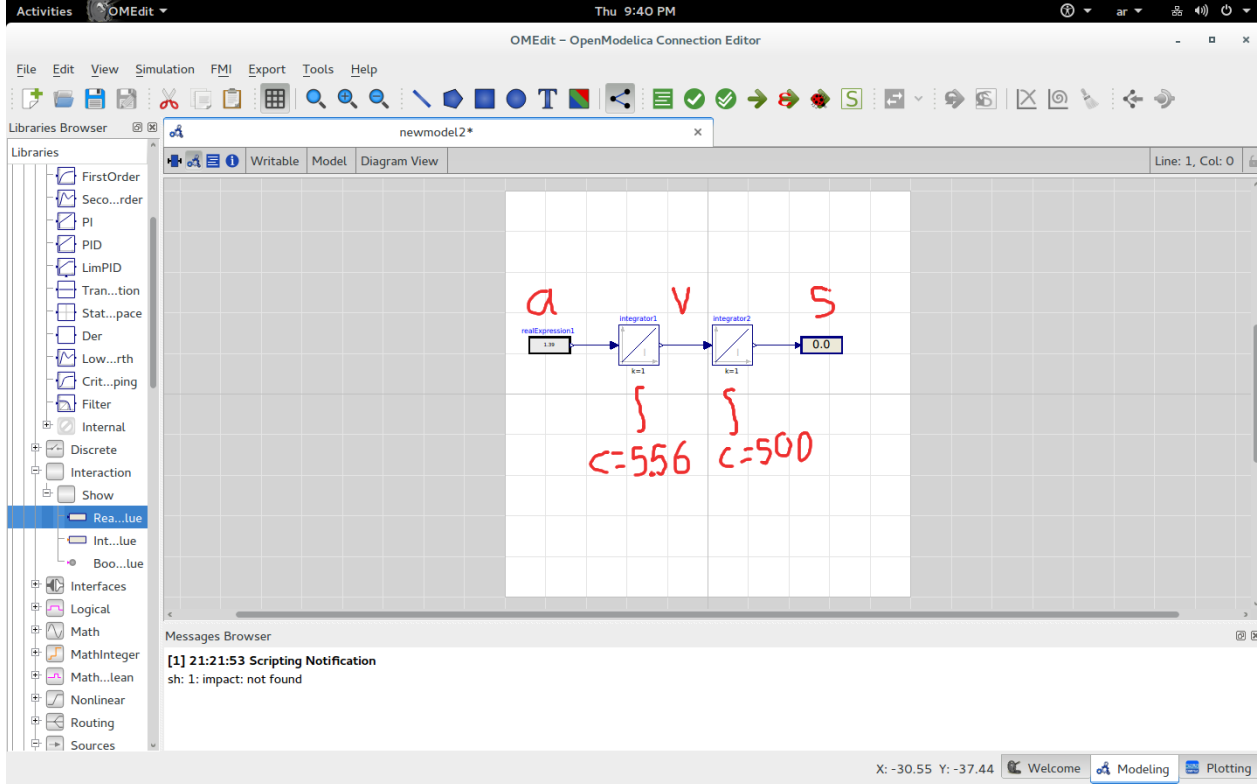 Activities OMEdit Thu 9:40 PM ar
OMEdit – OpenModelica Connection Editor
File Edit View Simulation FMI Export Tools Help
T S S
Libraries Browser
newmodel2*
Libraries
Writable Model Diagram View Line: 1, Col: 0
FirstOrder
Seco...rder
PI
PID
LimPID
Tran...tion
Stat...pace
Der
Low...rth
Crit...ping
Filter
Internal
Discrete
Interaction
Show
Rea...lue
Int...lue
Boo...lue
Interfaces
Logical
Math
MathInteger
Math...lean
Nonlinear
Routing
Sources
a v S
realExpression1 integrator1 integrator2
1.39 I I 0.0
k=1 k=1
∫ ∫
c=5.56 c=500
Messages Browser
[1] 21:21:53 Scripting Notification
sh: 1: impact: not found
X: -30.55 Y: -37.44 Welcome Modeling Plotting